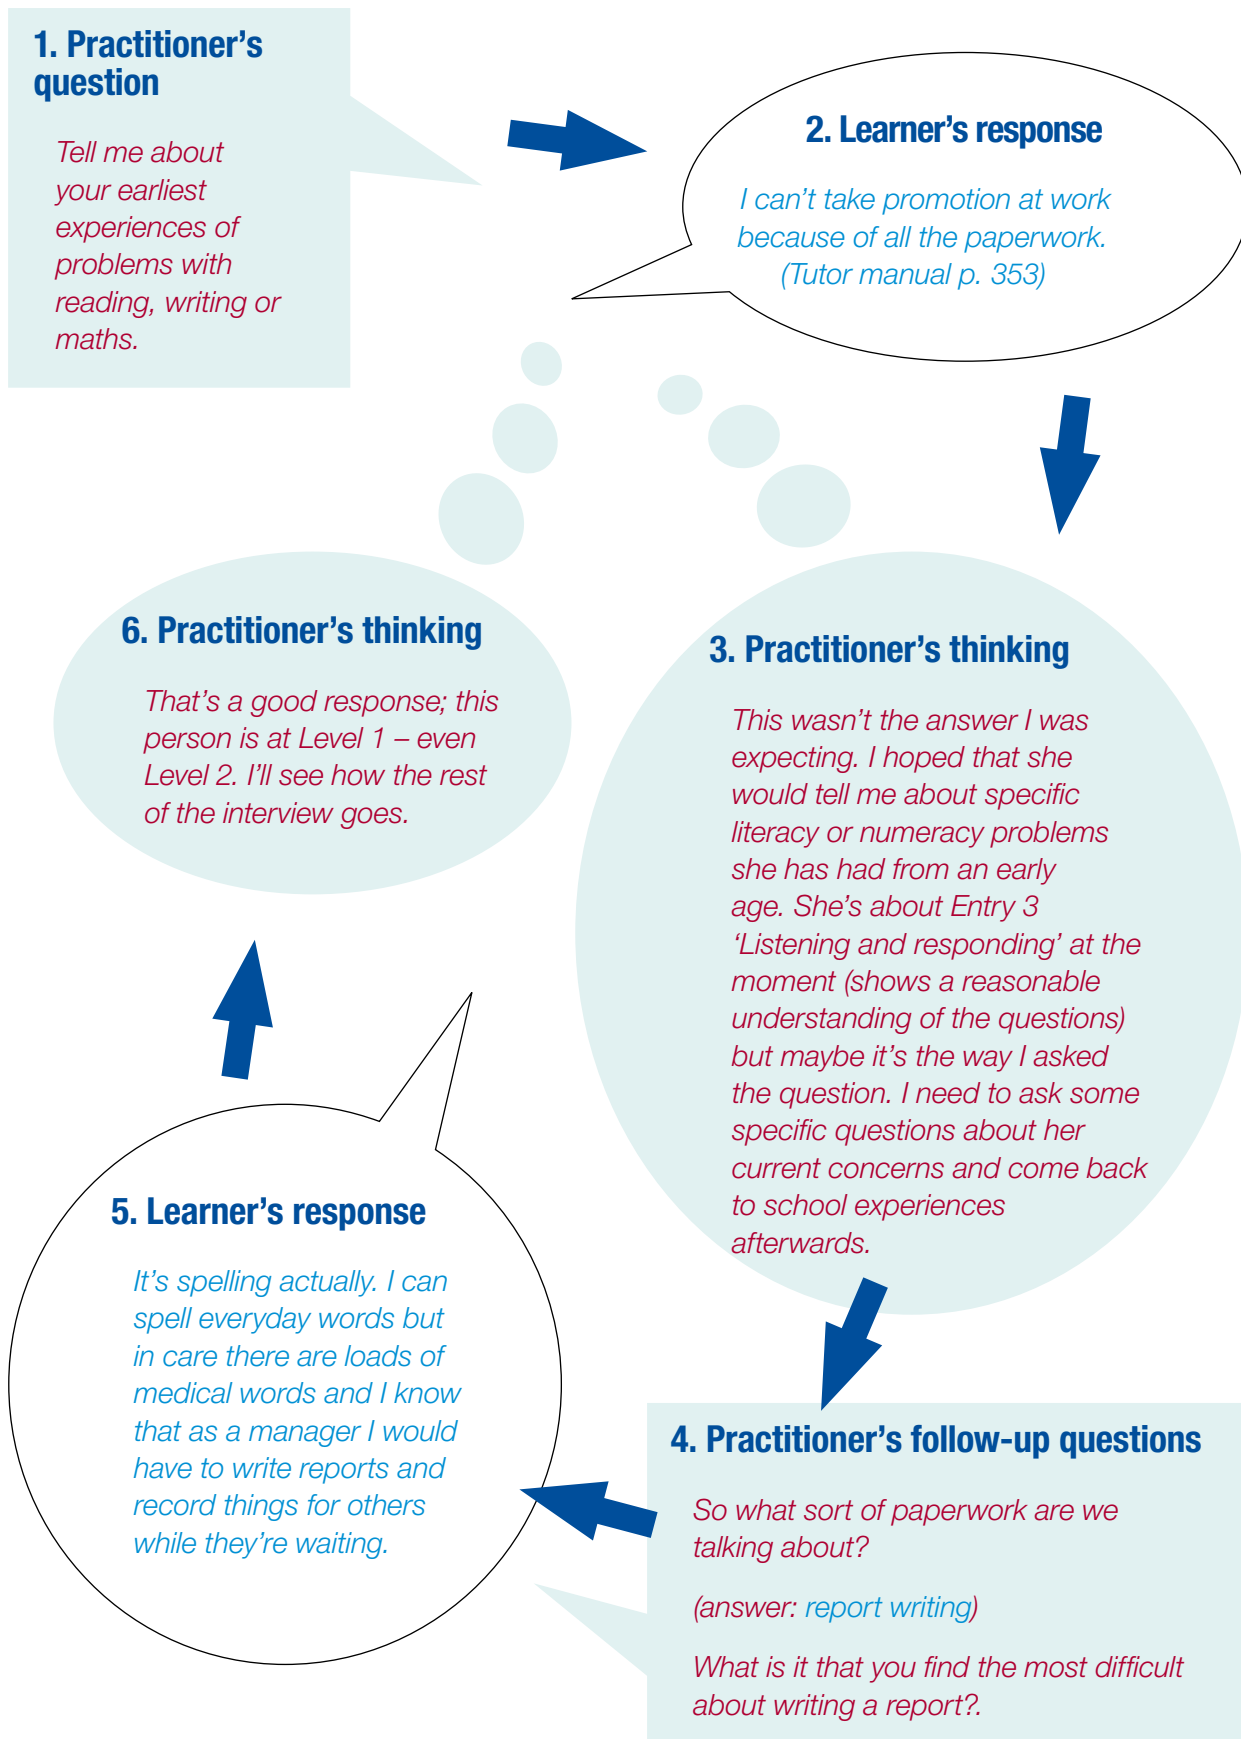 1. Practitioner’s
question
Tell me about
your earliest
experiences of
problems with
reading, writing or
maths.
2. Learner’s response
I can’t take promotion at work
because of all the paperwork.
(Tutor manual p. 353)
3. Practitioner’s thinking
This wasn’t the answer I was
expecting. I hoped that she
would tell me about specific
literacy or numeracy problems
she has had from an early
age. She’s about Entry 3
‘Listening and responding’ at the
moment (shows a reasonable
understanding of the questions)
but maybe it’s the way I asked
the question. I need to ask some
specific questions about her
current concerns and come back
to school experiences
afterwards.
4. Practitioner’s follow-up questions
So what sort of paperwork are we
talking about?
(answer: report writing)
What is it that you find the most difficult
about writing a report?.
5. Learner’s response
It’s spelling actually. I can
spell everyday words but
in care there are loads of
medical words and I know
that as a manager I would
have to write reports and
record things for others
while they’re waiting.
6. Practitioner’s thinking
That’s a good response; this
person is at Level 1 – even
Level 2. I’ll see how the rest
of the interview goes.